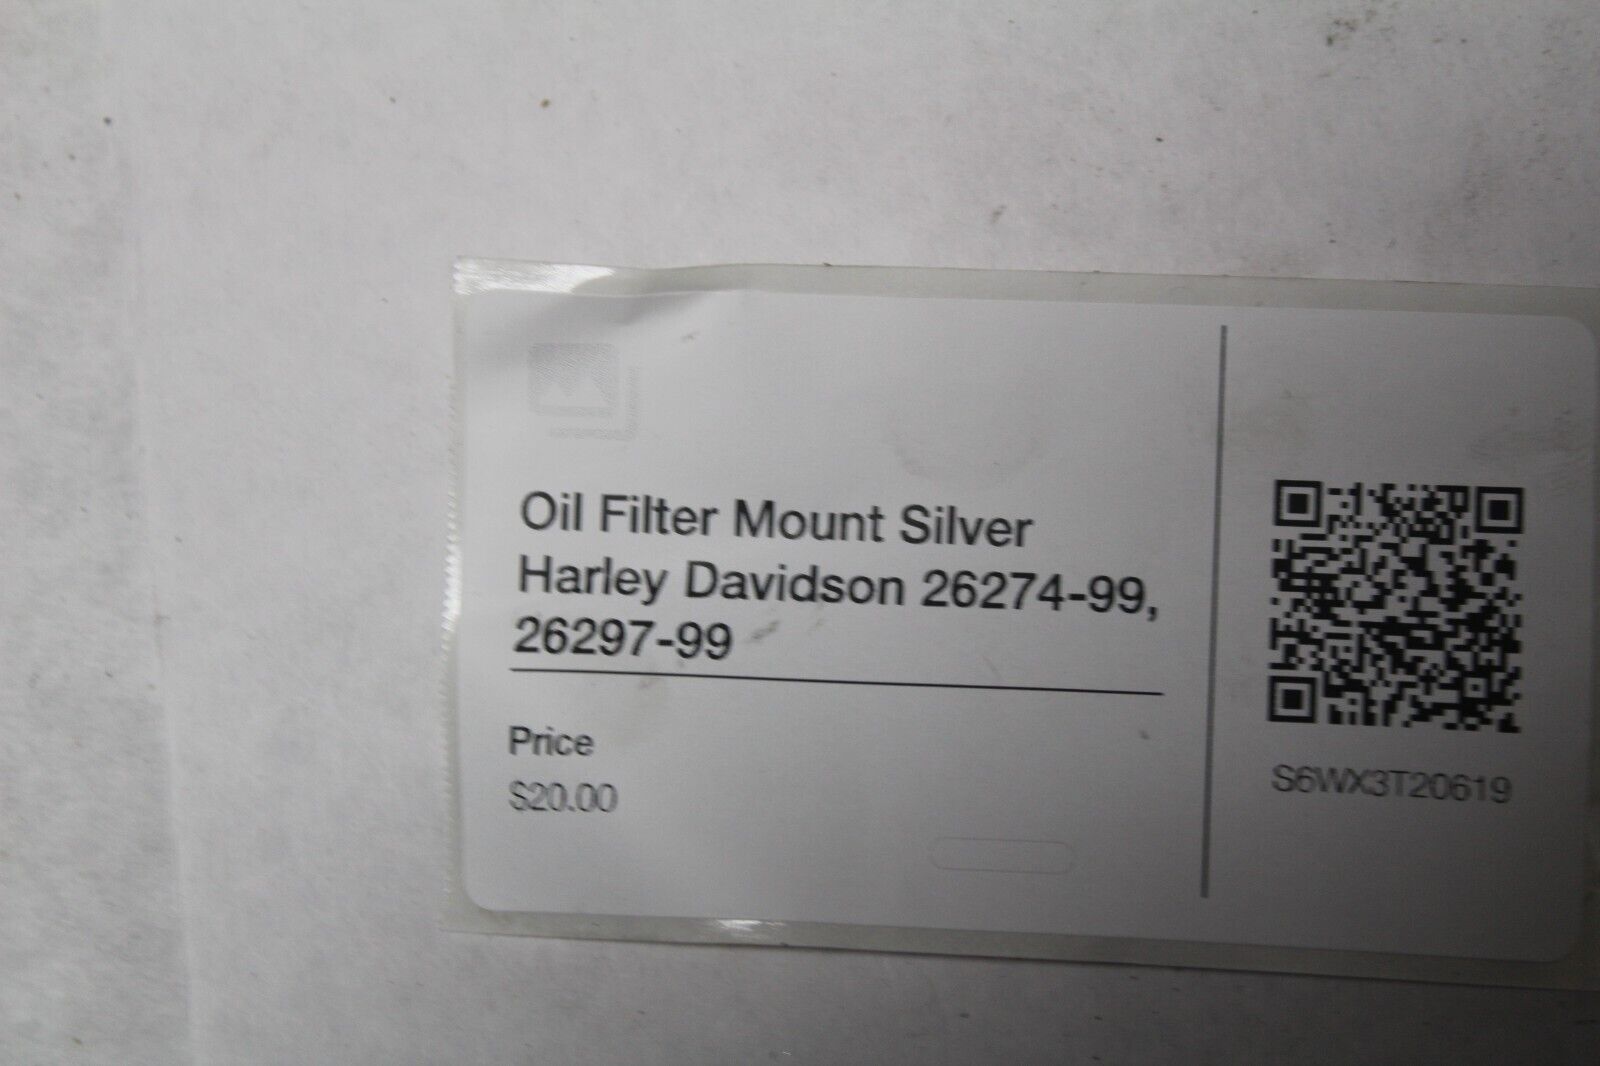 Oil Filter Mount Silver
Harley Davidson 26274-99,
26297-99
Price
$20.00
S6WX3T20619